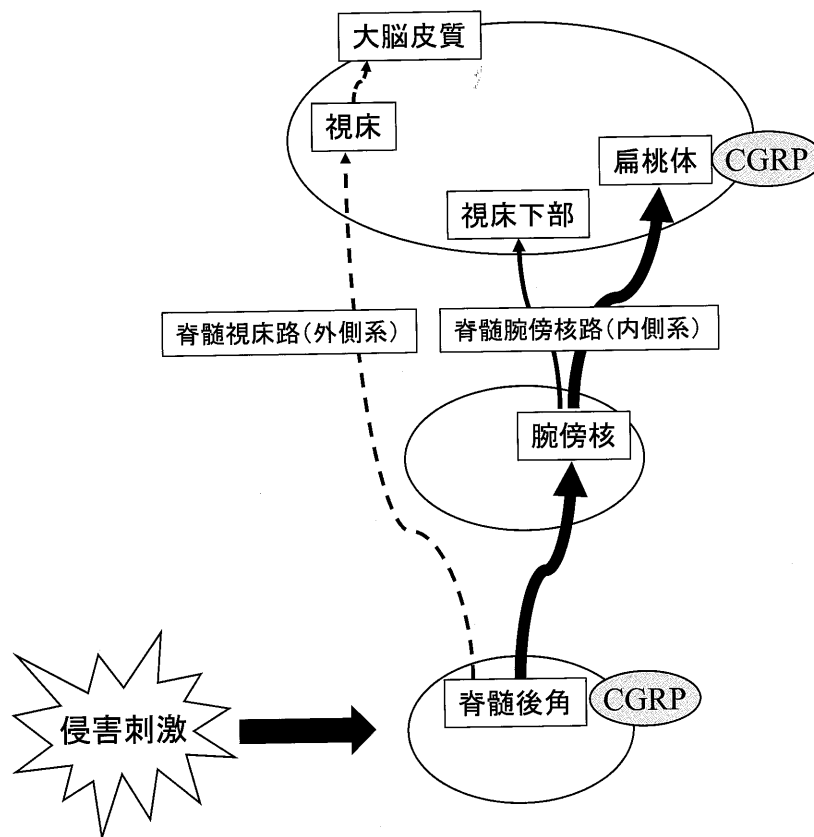 大脳皮質
視床
扁桃体
CGRP
視床下部
脊髄視床路(外側系)
脊髄腕傍核路(内側系)
腕傍核
脊髄後角
CGRP
侵害刺激